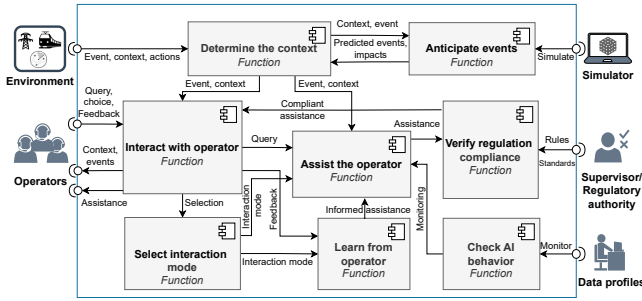 Context, event
Determine the context
Function
Predicted events,
impacts
Anticipate events
Function
Event, context, actions
Simulate
Environment
Simulator
Event, context
Event, context
Query,
choice,
Feedback
Compliant
assistance
Assistance
Interact with operator
Function
Query
Assist the operator
Function
Verify regulation
compliance
Function
Rules
Standards
Context,
events
Operators
Assistance
Supervisor/
Regulatory
authority
Selection
Interaction
mode
Feedback
Informed assistance
Monitoring
Select interaction
mode
Function
Interaction mode
Learn from
operator
Function
Check AI
behavior
Function
Monitor
Data profiles